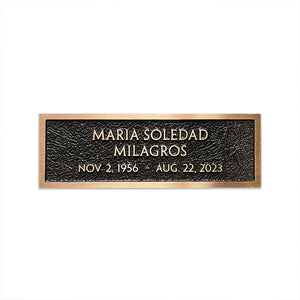 MARIA SOLEDAD
MILAGROS
NOV 2, 1956 • AUG. 22, 2023